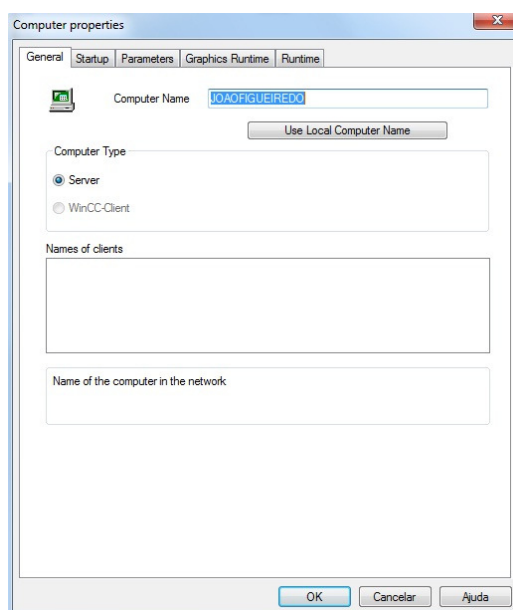 Computer properties
x
General Startup Parameters Graphics Runtime Runtime
Computer Name JOAOFIGUEIREDO
Use Local Computer Name
Computer Type
Server
WinCC-Client
Names of clients
Name of the computer in the network
OK Cancelar Ajuda